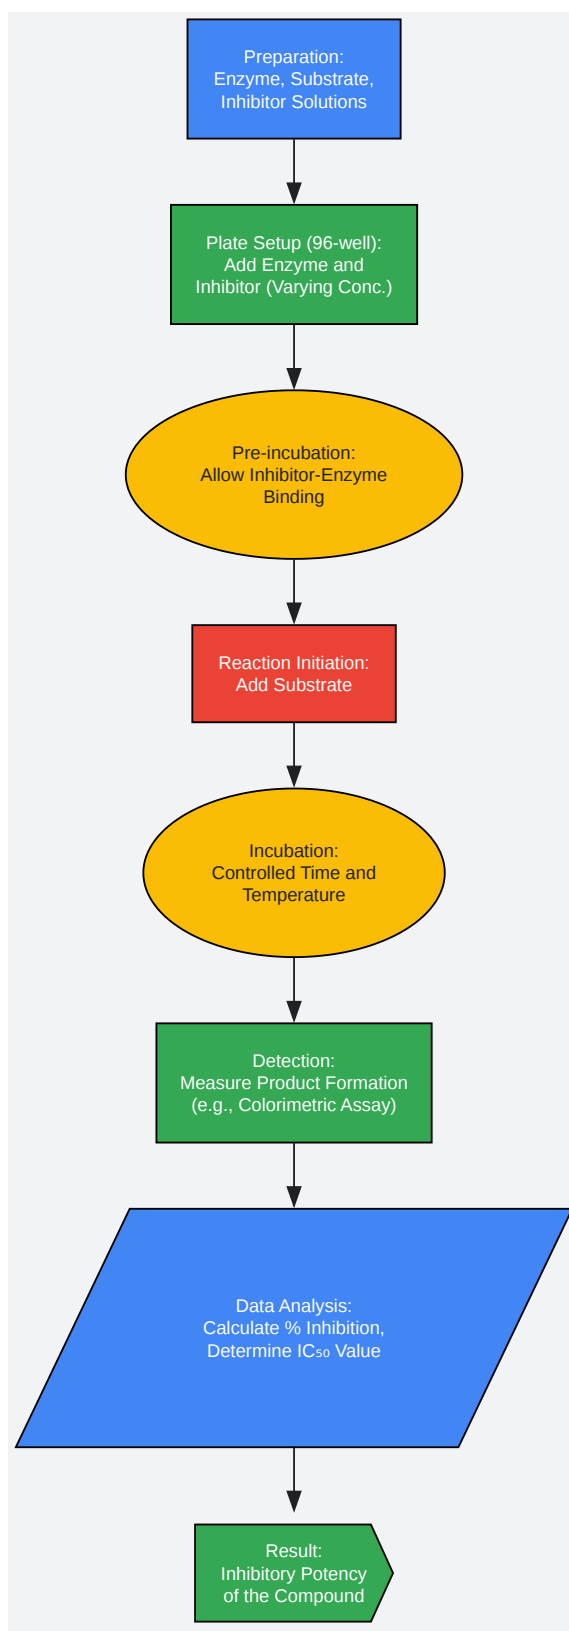 Preparation:
Enzyme, Substrate,
Inhibitor Solutions
Plate Setup (96-well):
Add Enzyme and
Inhibitor (Varying Conc.)
Pre-incubation:
Allow Inhibitor-Enzyme
Binding
Reaction Initiation:
Add Substrate
Incubation:
Controlled Time and
Temperature
Detection:
Measure Product Formation
(e.g., Colorimetric Assay)
Data Analysis:
Calculate % Inhibition,
Determine IC₅₀ Value
Result:
Inhibitory Potency
of the Compound